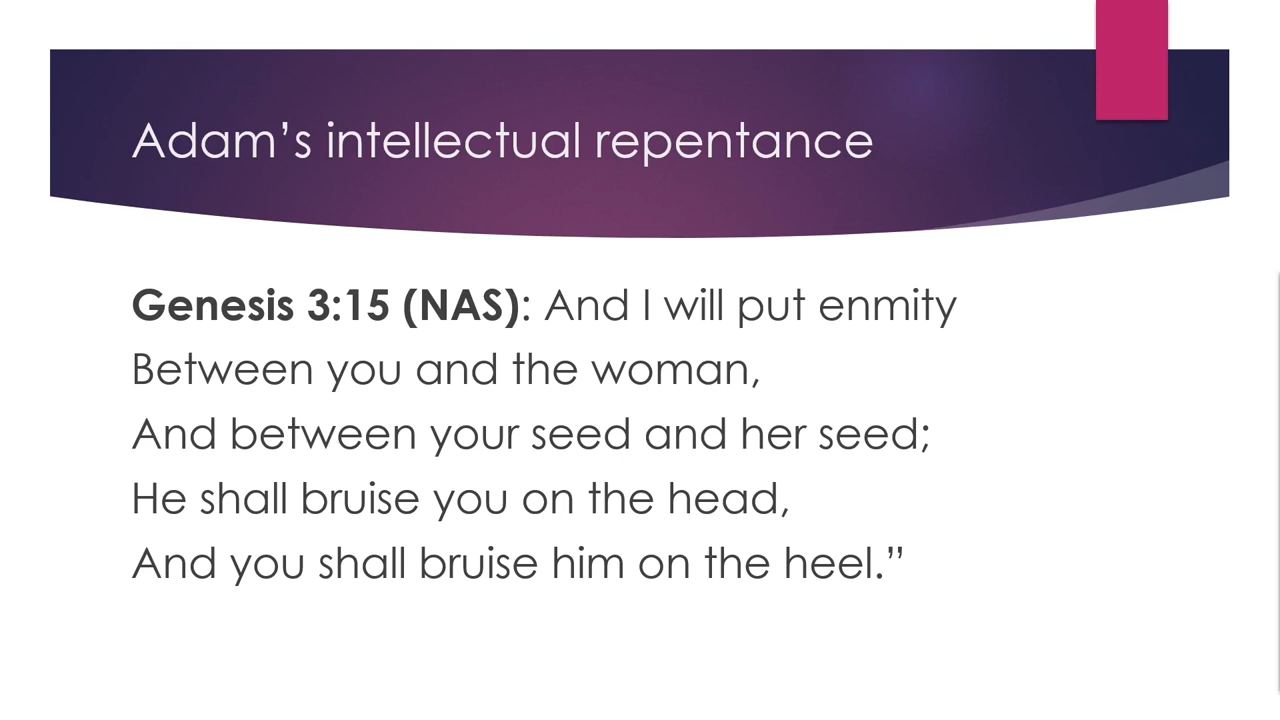 Adam’s intellectual repentance
Genesis 3:15 (NAS): And I will put enmity
Between you and the woman,
And between your seed and her seed;
He shall bruise you on the head,
And you shall bruise him on the heel.”